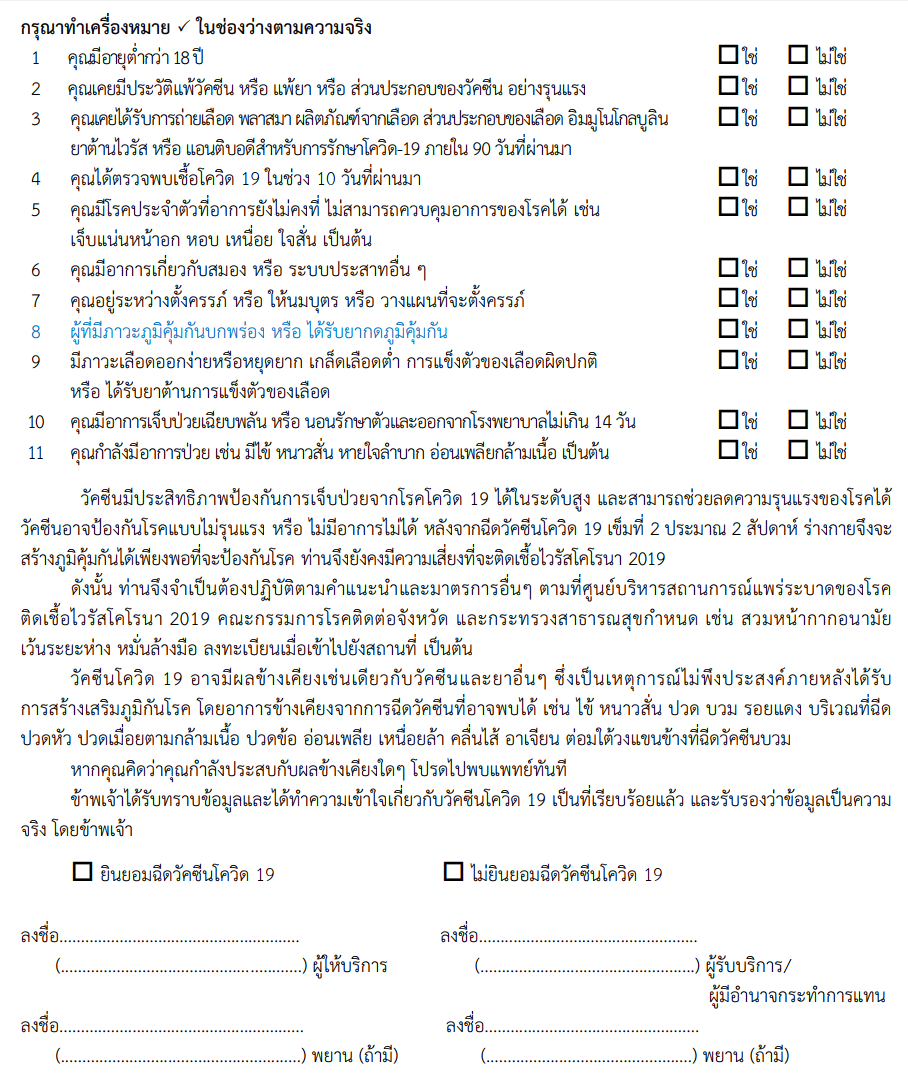 กรุณาทำเครื่องหมาย ✓ ในช่องว่างตามความจริง
1 คุณมีอายุต่ำกว่า 18 ปี ☐ ใช่ ☐ ไม่ใช่
2 คุณเคยมีประวัติแพ้วัคซีน หรือ แพ้ยา หรือ ส่วนประกอบของวัคซีน อย่างรุนแรง ☐ ใช่ ☐ ไม่ใช่
3 คุณเคยได้รับการถ่ายเลือด พลาสมา ผลิตภัณฑ์จากเลือด ส่วนประกอบของเลือด อิมมูโนโกลบูลิน ☐ ใช่ ☐ ไม่ใช่
ยาต้านไวรัส หรือ แอนติบอดีสำหรับการรักษาโควิด-19 ภายใน 90 วันที่ผ่านมา
4 คุณได้ตรวจพบเชื้อโควิด 19 ในช่วง 10 วันที่ผ่านมา ☐ ใช่ ☐ ไม่ใช่
5 คุณมีโรคประจำตัวที่อาการยังไม่คงที่ ไม่สามารถควบคุมอาการของโรคได้ เช่น ☐ ใช่ ☐ ไม่ใช่
เจ็บแน่นหน้าอก หอบ เหนื่อย ใจสั่น เป็นต้น
6 คุณมีอาการเกี่ยวกับสมอง หรือ ระบบประสาทอื่น ๆ ☐ ใช่ ☐ ไม่ใช่
7 คุณอยู่ระหว่างตั้งครรภ์ หรือ ให้นมบุตร หรือ วางแผนที่จะตั้งครรภ์ ☐ ใช่ ☐ ไม่ใช่
8 ผู้ที่มีภาวะภูมิคุ้มกันบกพร่อง หรือ ได้รับยากดภูมิคุ้มกัน ☐ ใช่ ☐ ไม่ใช่
9 มีภาวะเลือดออกง่ายหรือหยุดยาก เกล็ดเลือดต่ำ การแข็งตัวของเลือดผิดปกติ ☐ ใช่ ☐ ไม่ใช่
หรือ ได้รับยาต้านการแข็งตัวของเลือด
10 คุณมีอาการเจ็บป่วยเฉียบพลัน หรือ นอนรักษาตัวและออกจากโรงพยาบาลไม่เกิน 14 วัน ☐ ใช่ ☐ ไม่ใช่
11 คุณกำลังมีอาการป่วย เช่น มีไข้ หนาวสั่น หายใจลำบาก อ่อนเพลียกล้ามเนื้อ เป็นต้น ☐ ใช่ ☐ ไม่ใช่
วัคซีนมีประสิทธิภาพป้องกันการเจ็บป่วยจากโรคโควิด 19 ได้ในระดับสูง และสามารถช่วยลดความรุนแรงของโรคได้
วัคซีนอาจป้องกันโรคแบบไม่รุนแรง หรือ ไม่มีอาการไม่ได้ หลังจากฉีดวัคซีนโควิด 19 เข็มที่ 2 ประมาณ 2 สัปดาห์ ร่างกายจึงจะ
สร้างภูมิคุ้มกันได้เพียงพอที่จะป้องกันโรค ท่านจึงยังคงมีความเสี่ยงที่จะติดเชื้อไวรัสโคโรนา 2019
ดังนั้น ท่านจึงจำเป็นต้องปฏิบัติตามคำแนะนำและมาตรการอื่นๆ ตามที่ศูนย์บริหารสถานการณ์แพร่ระบาดของโรค
ติดเชื้อไวรัสโคโรนา 2019 คณะกรรมการโรคติดต่อจังหวัด และกระทรวงสาธารณสุขกำหนด เช่น สวมหน้ากากอนามัย
เว้นระยะห่าง หมั่นล้างมือ ลงทะเบียนเมื่อเข้าไปยังสถานที่ เป็นต้น
วัคซีนโควิด 19 อาจมีผลข้างเคียงเช่นเดียวกับวัคซีนและยาอื่นๆ ซึ่งเป็นเหตุการณ์ไม่พึงประสงค์ภายหลังได้รับ
การสร้างเสริมภูมิกันโรค โดยอาการข้างเคียงจากการฉีดวัคซีนที่อาจพบได้ เช่น ไข้ หนาวสั่น ปวด บวม รอยแดง บริเวณที่ฉีด
ปวดหัว ปวดเมื่อยตามกล้ามเนื้อ ปวดข้อ อ่อนเพลีย เหนื่อยล้า คลื่นไส้ อาเจียน ต่อมใต้วงแขนข้างที่ฉีดวัคซีนบวม
หากคุณคิดว่าคุณกำลังประสบกับผลข้างเคียงใดๆ โปรดไปพบแพทย์ทันที
ข้าพเจ้าได้รับทราบข้อมูลและได้ทำความเข้าใจเกี่ยวกับวัคซีนโควิด 19 เป็นที่เรียบร้อยแล้ว และรับรองว่าข้อมูลเป็นความ
จริง โดยข้าพเจ้า
☐ ยินยอมฉีดวัคซีนโควิด 19 ☐ ไม่ยินยอมฉีดวัคซีนโควิด 19
ลงชื่อ........................................................ ลงชื่อ...................................................
(........................................................) ผู้ให้บริการ (..................................................) ผู้รับบริการ/
ผู้มีอำนาจกระทำการแทน
ลงชื่อ......................................................... ลงชื่อ..................................................
(........................................................) พยาน (ถ้ามี) (................................................) พยาน (ถ้ามี)